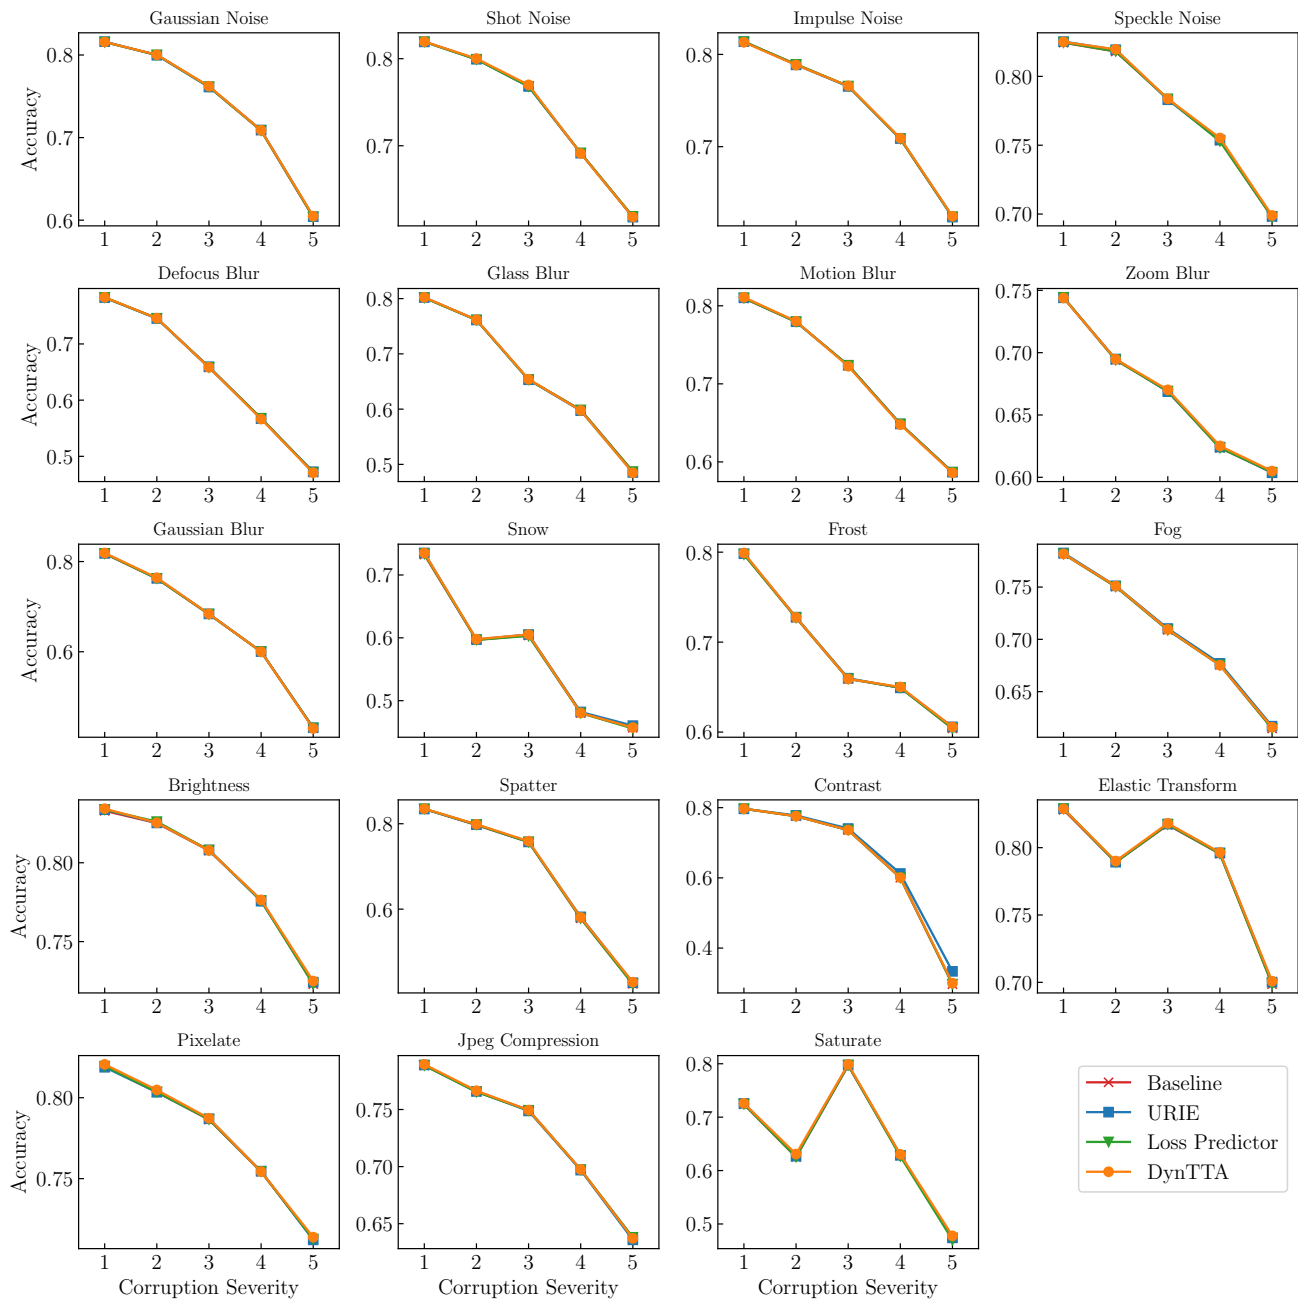 Gaussian Noise Shot Noise Impulse Noise Speckle Noise
Accuracy
0.8 0.7 0.6
0.8 0.7
0.8 0.7
0.80 0.75 0.70
1 2 3 4 5 1 2 3 4 5 1 2 3 4 5 1 2 3 4 5
Defocus Blur Glass Blur Motion Blur Zoom Blur
Accuracy
0.7 0.6 0.5
0.8 0.7 0.6 0.5
0.8 0.7 0.6
0.75 0.70 0.65 0.60
1 2 3 4 5 1 2 3 4 5 1 2 3 4 5 1 2 3 4 5
Gaussian Blur Snow Frost Fog
Accuracy
0.8 0.6
0.7 0.6 0.5
0.8 0.7 0.6
0.75 0.70 0.65
1 2 3 4 5 1 2 3 4 5 1 2 3 4 5 1 2 3 4 5
Brightness Spatter Contrast Elastic Transform
Accuracy
0.80 0.75
0.8 0.6
0.8 0.6 0.4
0.80 0.75 0.70
1 2 3 4 5 1 2 3 4 5 1 2 3 4 5 1 2 3 4 5
Pixelate Jpeg Compression Saturate
Accuracy
0.80 0.75
0.75 0.70 0.65
0.8 0.7 0.6 0.5
1 2 3 4 5 1 2 3 4 5 1 2 3 4 5
Corruption Severity Corruption Severity
Baseline
URIE
Loss Predictor
DynTTA